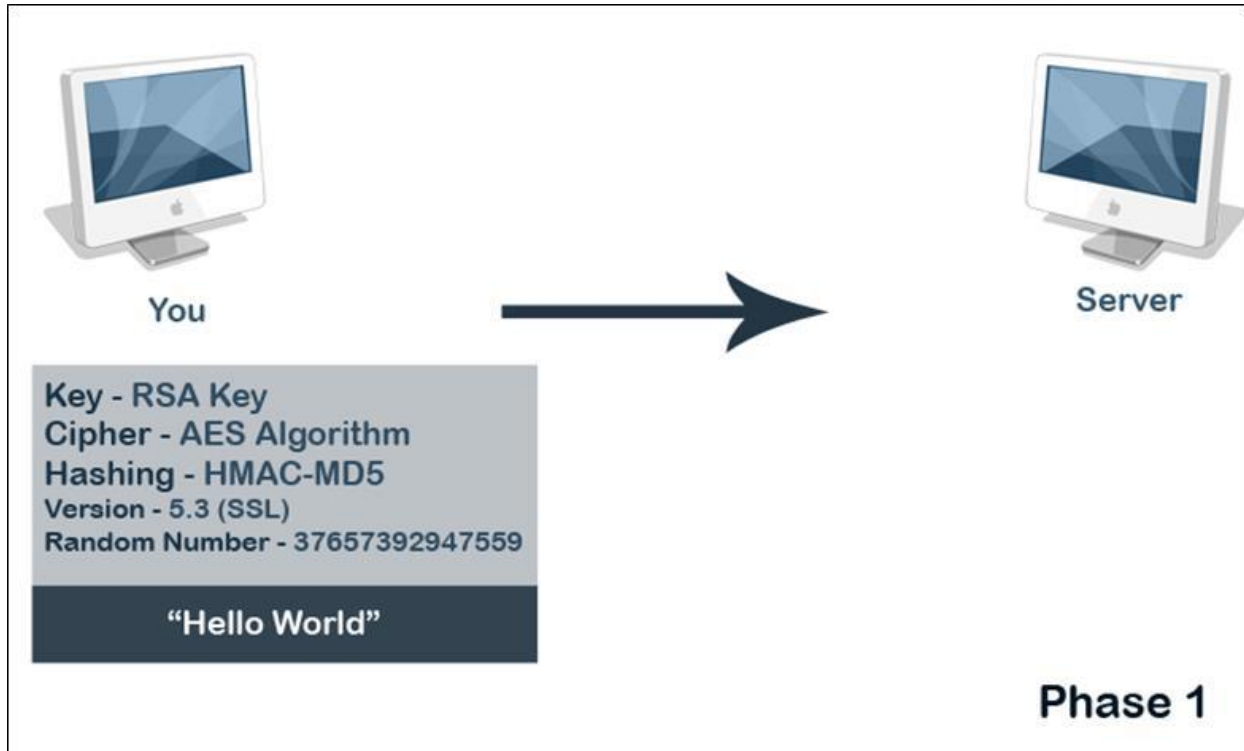 You
Server
Key - RSA Key
Cipher - AES Algorithm
Hashing - HMAC-MD5
Version - 5.3 (SSL)
Random Number - 37657392947559
“Hello World”
Phase 1